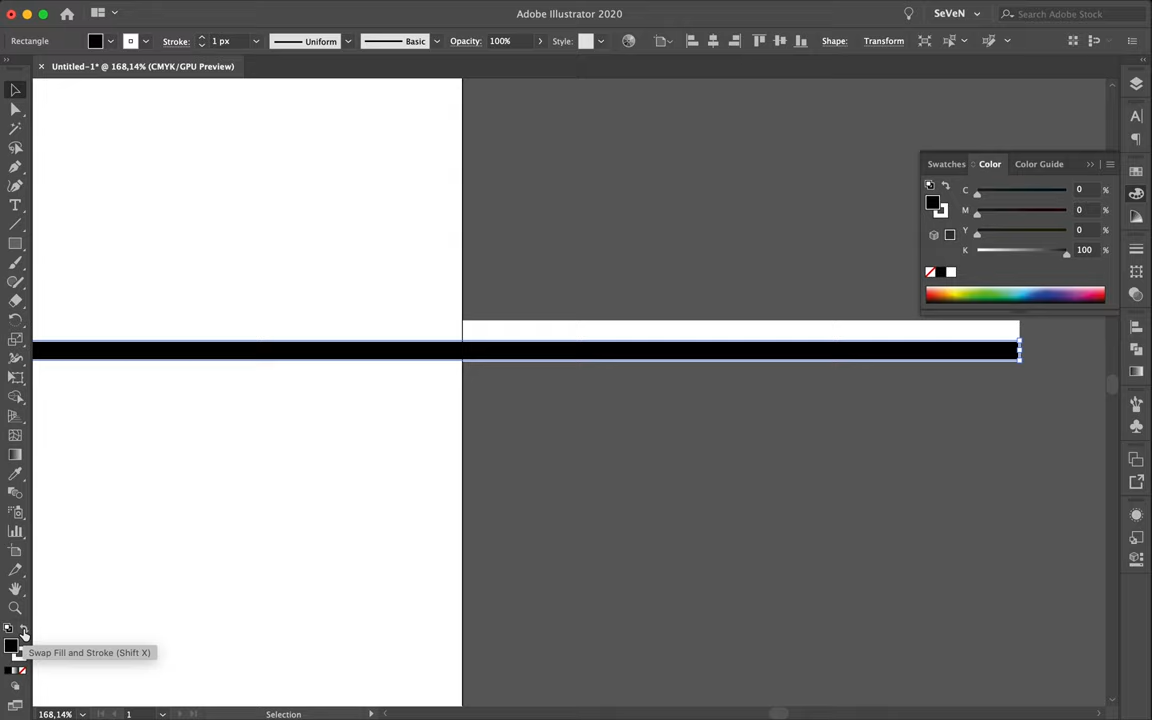 Adobe Illustrator 2020
SeVeN
Search Adobe Stock
Rectangle
Stroke:
1 px
Uniform
Basic
Opacity:
100%
Style:
Shape:
Transform
Untitled-1* @ 168,14% (CMYK/GPU Preview)
Swatches
Color
Color Guide
C 0 %
M 0 %
Y 0 %
K 100 %
Swap Fill and Stroke (Shift X)
168,14%
1
Selection